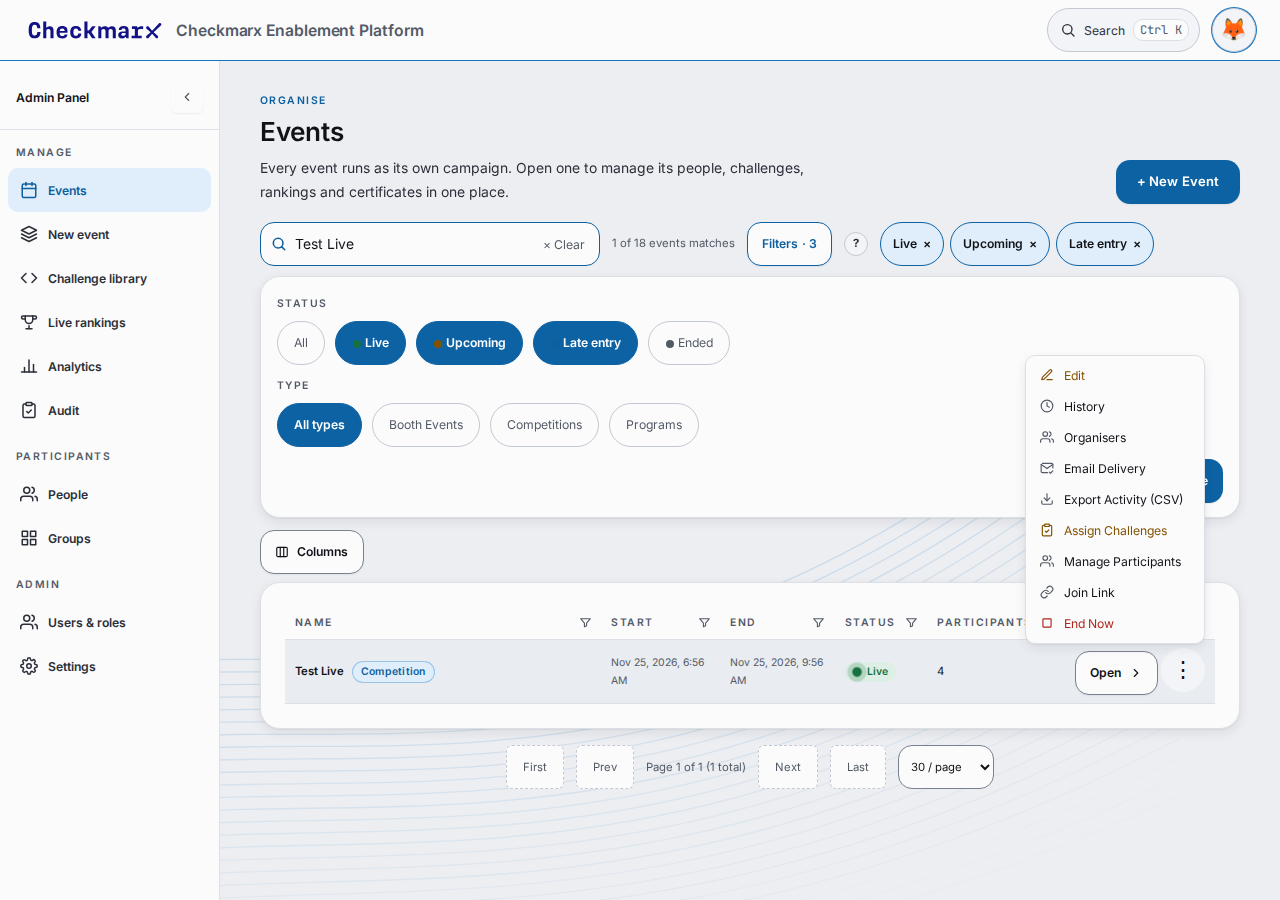 Checkmarx
Checkmarx Enablement Platform
Search Ctrl K
Admin Panel
MANAGE
Events
New event
Challenge library
Live rankings
Analytics
Audit
PARTICIPANTS
People
Groups
ADMIN
Users & roles
Settings
ORGANISE
Events
Every event runs as its own campaign. Open one to manage its people, challenges,
rankings and certificates in one place.
+ New Event
Test Live
× Clear
1 of 18 events matches
Filters · 3
?
Live ×
Upcoming ×
Late entry ×
STATUS
All
Live
Upcoming
Late entry
Ended
TYPE
All types
Booth Events
Competitions
Programs
Edit
History
Organisers
Email Delivery
Export Activity (CSV)
Assign Challenges
Manage Participants
Join Link
End Now
Columns
NAME START END STATUS PARTICIPANTS
Test Live Competition
Nov 25, 2026, 6:56
AM
Nov 25, 2026, 9:56
AM
Live
4
Open
First
Prev
Page 1 of 1 (1 total)
Next
Last
30 / page